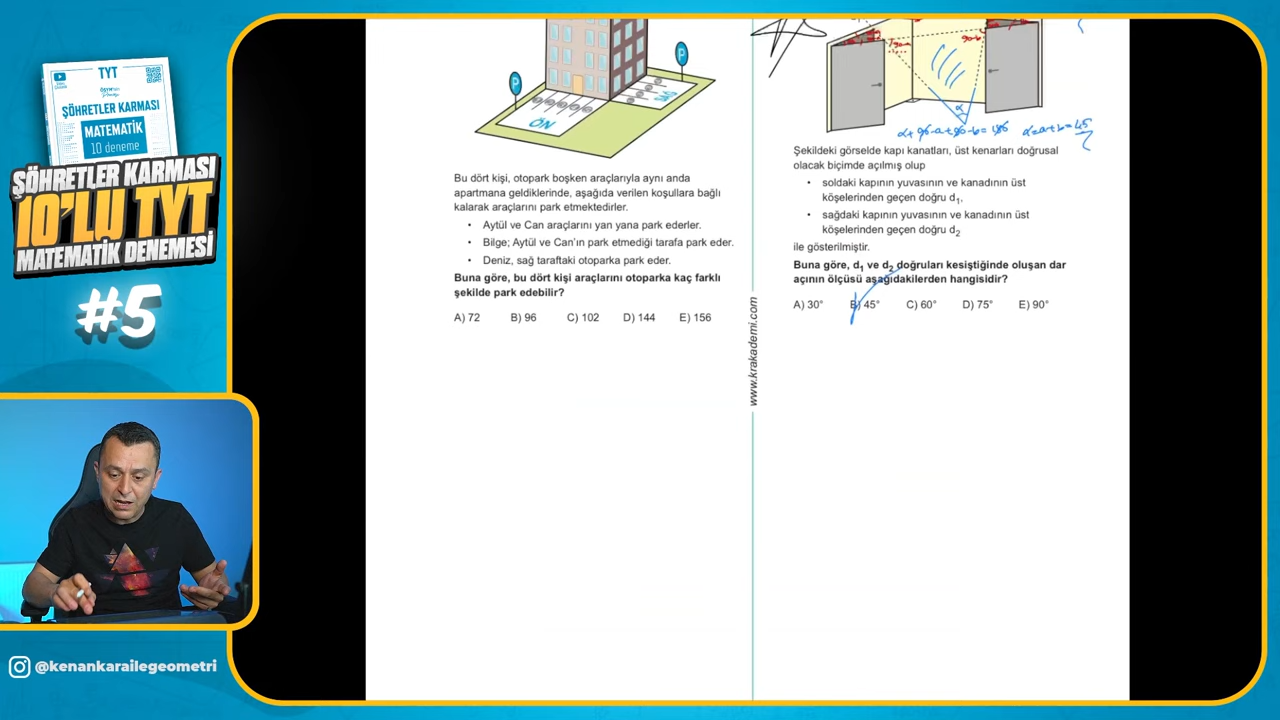 TYT
ŞÖHRETLER KARMASI
MATEMATİK
10 deneme
ŞÖHRETLER KARMASI
10'LU TYT
MATEMATİK DENEMESİ
#5
@kenankarailegeometri
P
P
ÖN
SAĞ
Bu dört kişi, otopark boşken araçlarıyla aynı anda
apartmana geldiklerinde, aşağıda verilen koşullara bağlı
kalarak araçlarını park etmektedirler.
• Aytül ve Can araçlarını yan yana park ederler.
• Bilge; Aytül ve Can'ın park etmediği tarafa park eder.
• Deniz, sağ taraftaki otoparka park eder.
Buna göre, bu dört kişi araçlarını otoparka kaç farklı
şekilde park edebilir?
A) 72 B) 96 C) 102 D) 144 E) 156
www.krakademi.com
α
α+90-a+90-b=180 α=a+b=45
Şekildeki görselde kapı kanatları, üst kenarları doğrusal
olacak biçimde açılmış olup
• soldaki kapının yuvasının ve kanadının üst
köşelerinden geçen doğru d1,
• sağdaki kapının yuvasının ve kanadının üst
köşelerinden geçen doğru d2
ile gösterilmiştir.
Buna göre, d1 ve d2 doğruları kesiştiğinde oluşan dar
açının ölçüsü aşağıdakilerden hangisidir?
A) 30° B) 45° C) 60° D) 75° E) 90°